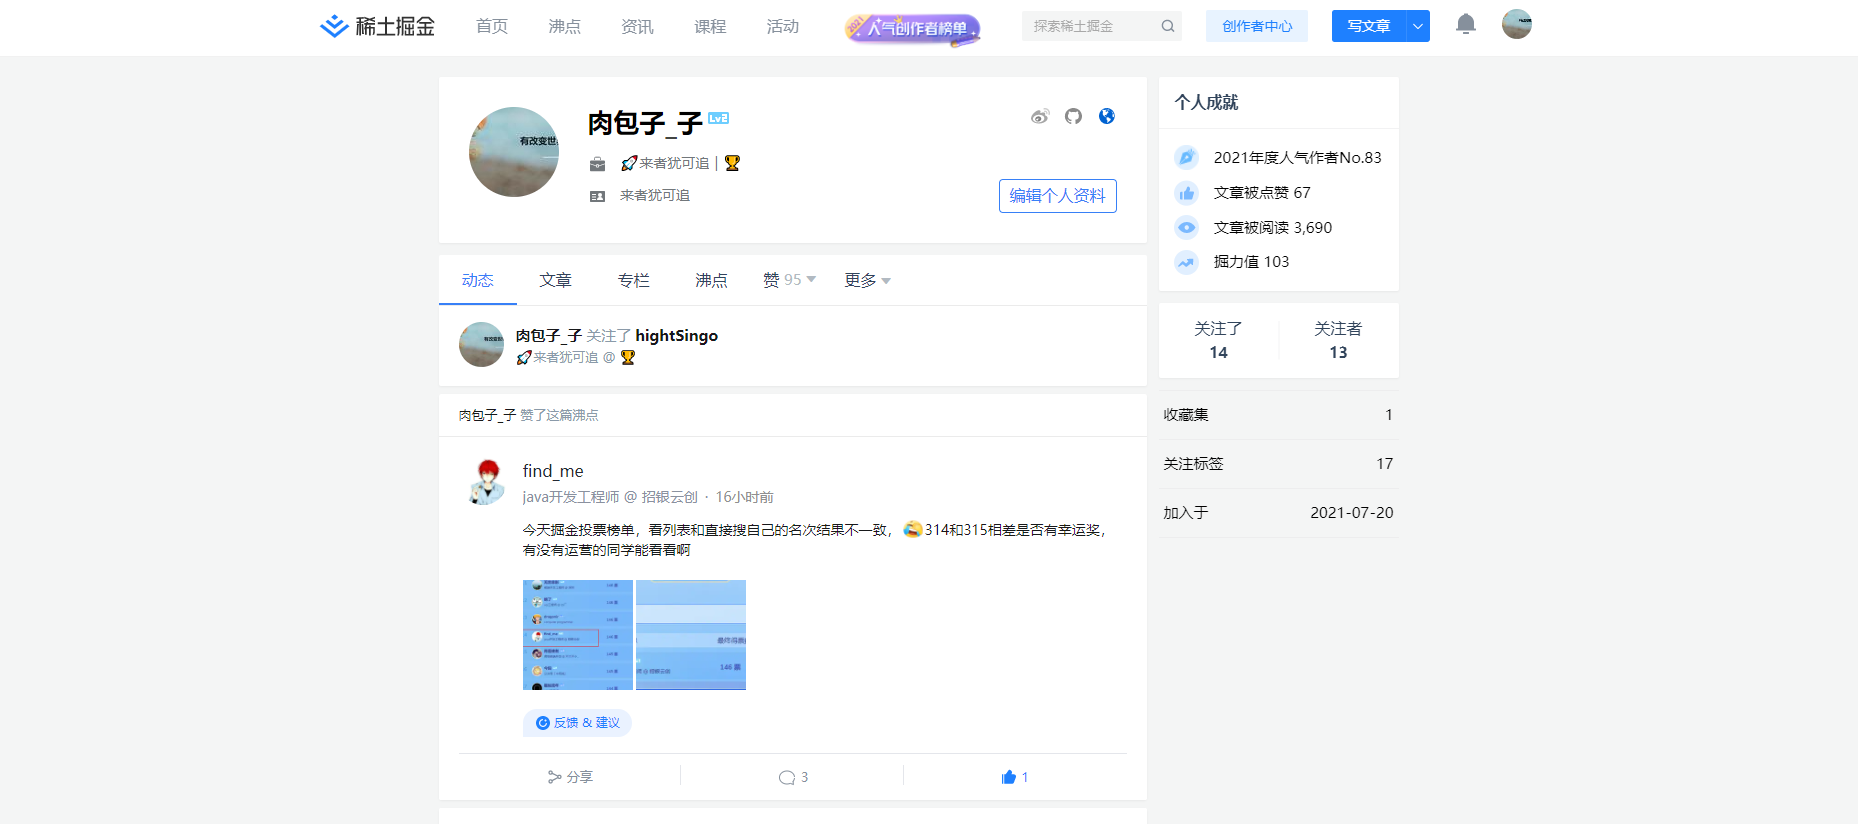 稀土掘金 首页 沸点 资讯 课程 活动 2021 人气创作者榜单 探索稀土掘金 创作者中心 写文章
有改变世
肉包子_子 Lv2
🚀来者犹可追 | 🏆
来者犹可追
编辑个人资料
动态 文章 专栏 沸点 赞 95 更多
肉包子_子 关注了 hightSingo
🚀来者犹可追 @ 🏆
肉包子_子 赞了这篇沸点
find_me
java开发工程师 @ 招银云创 · 16小时前
今天掘金投票榜单，看列表和直接搜自己的名次结果不一致，😂314和315相差是否有幸运奖，
有没有运营的同学能看看啊
反馈 & 建议
分享 3 1
个人成就
2021年度人气作者No.83
文章被点赞 67
文章被阅读 3,690
掘力值 103
关注了 关注者
14 13
收藏集 1
关注标签 17
加入于 2021-07-20